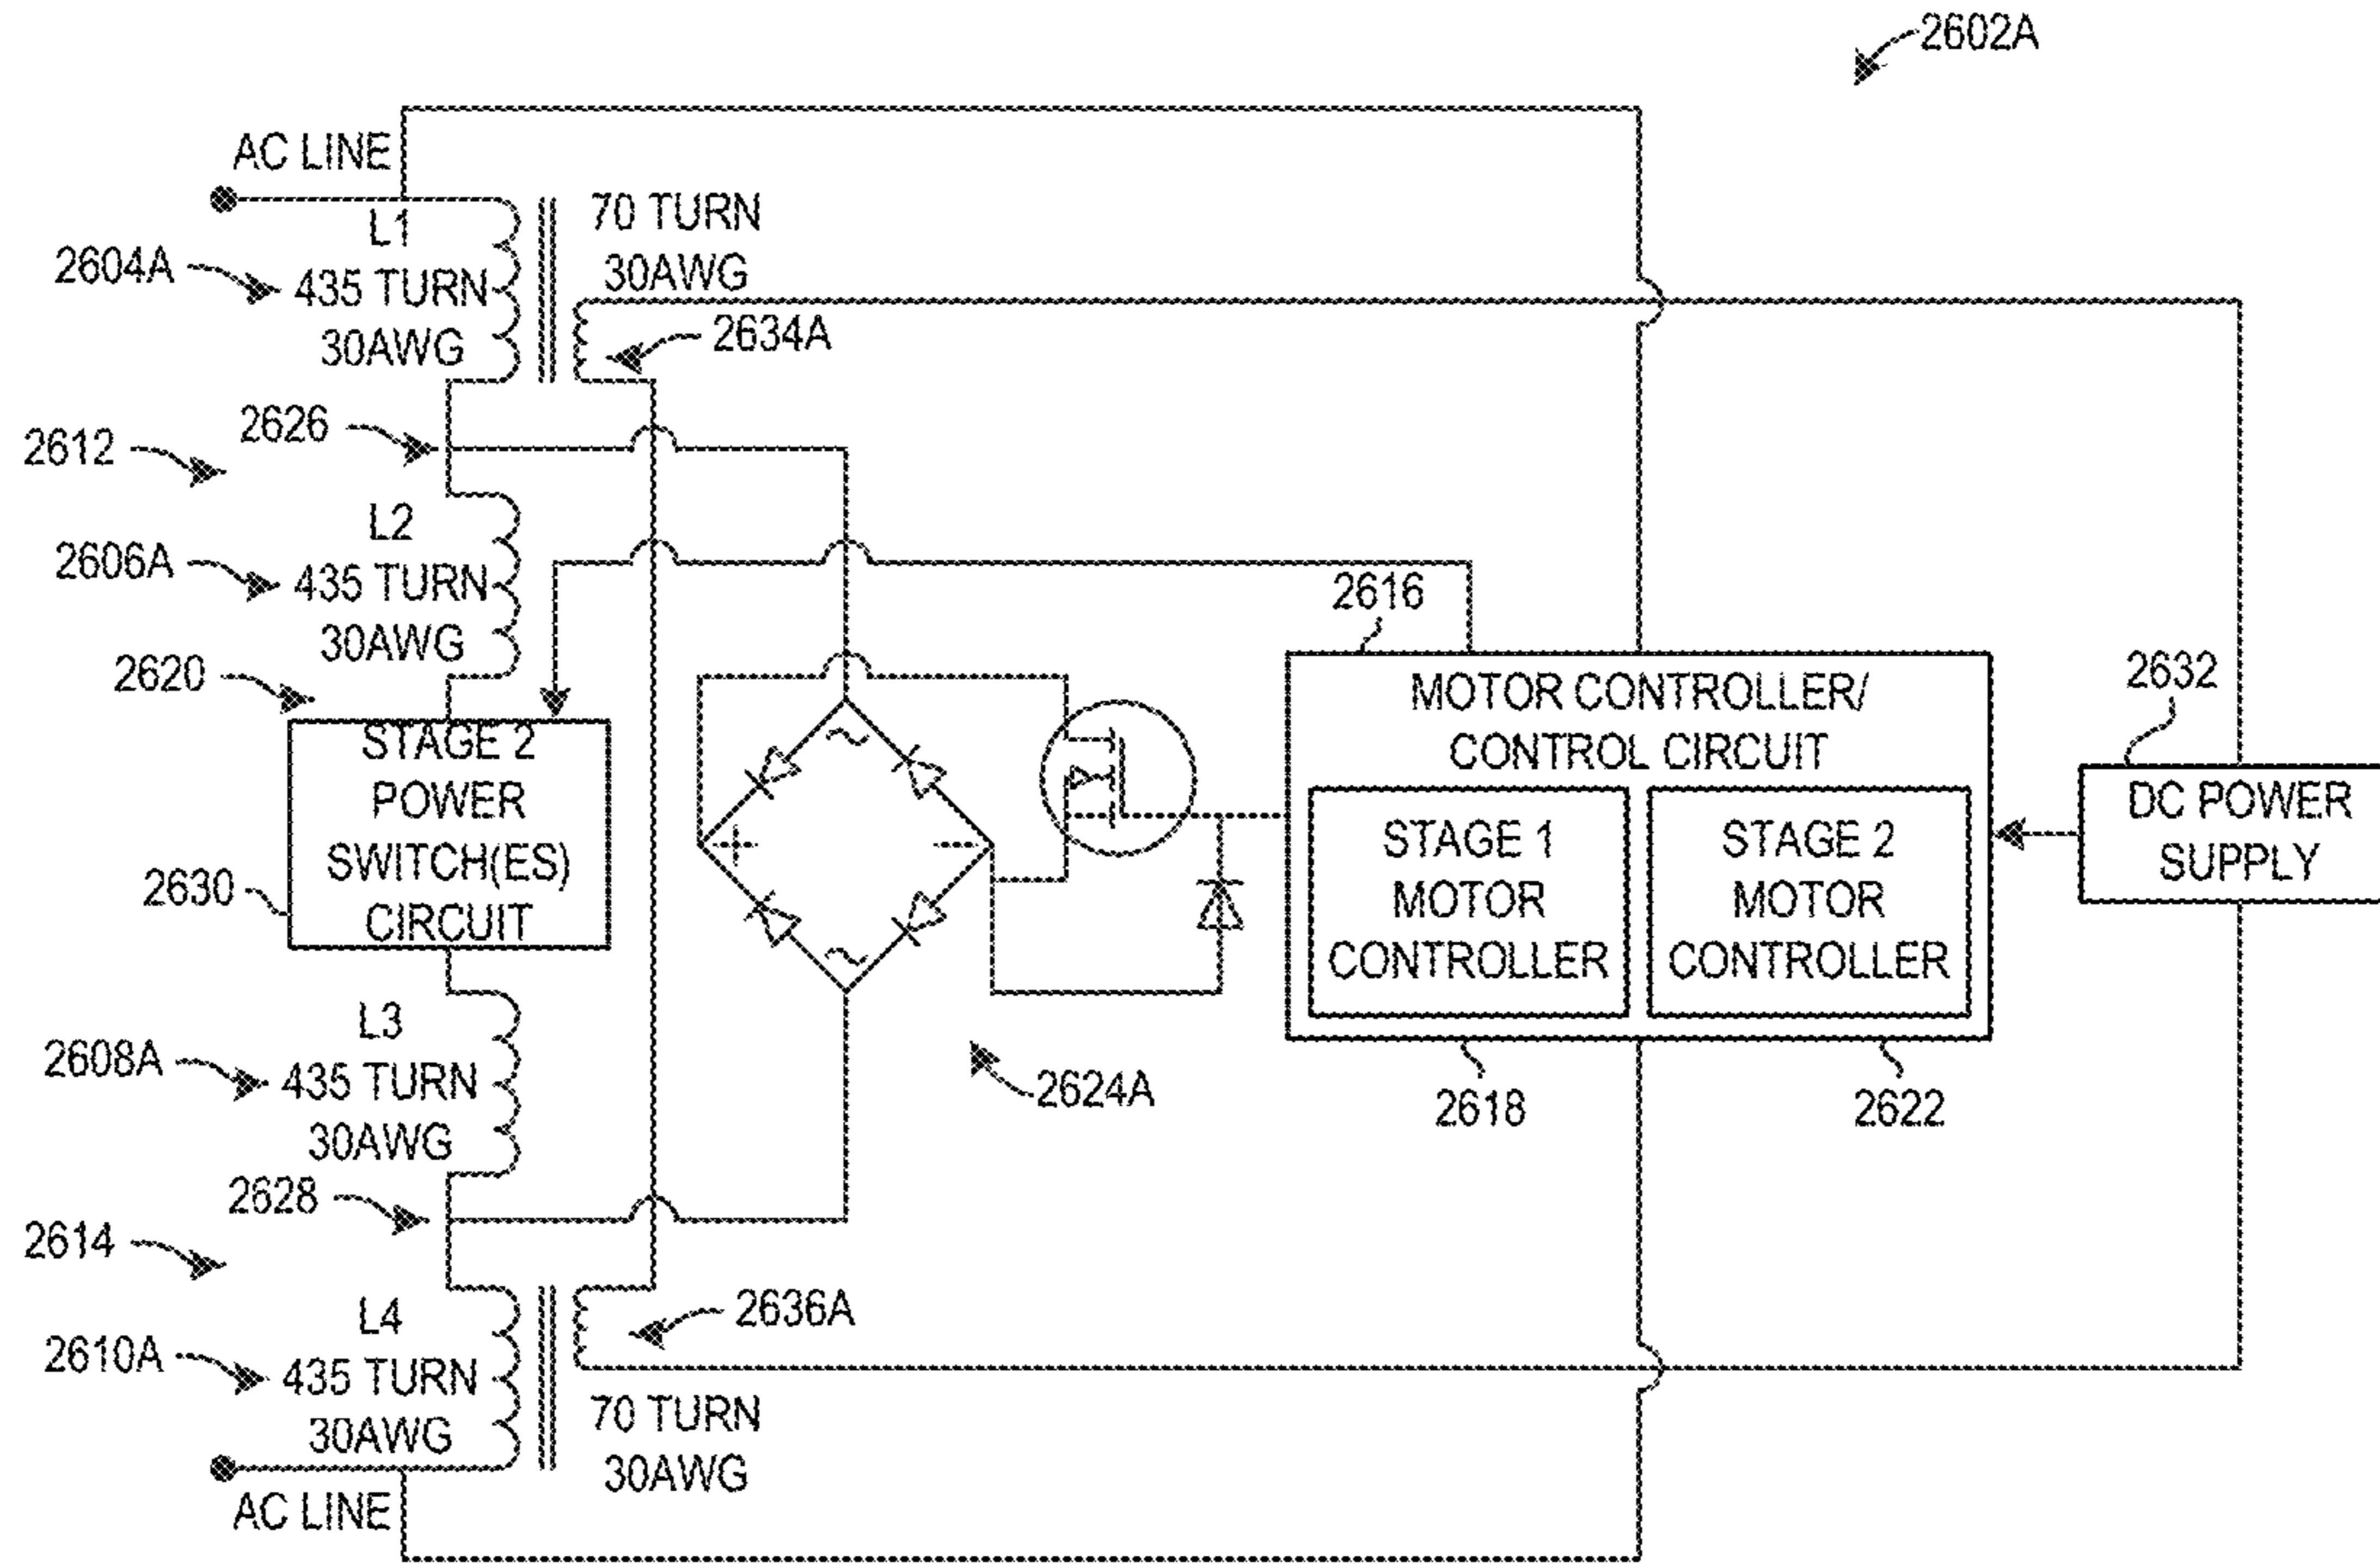 2602A
AC LINE
L1
435 TURN
30AWG
2604A
70 TURN
30AWG
2634A
2626
2612
L2
435 TURN
30AWG
2606A
2620
STAGE 2
POWER
SWITCH(ES)
CIRCUIT
2630
2616
MOTOR CONTROLLER/
CONTROL CIRCUIT
STAGE 1
MOTOR
CONTROLLER
STAGE 2
MOTOR
CONTROLLER
2618
2622
2632
DC POWER
SUPPLY
2624A
L3
435 TURN
30AWG
2608A
2628
2614
L4
435 TURN
30AWG
2610A
2636A
70 TURN
30AWG
AC LINE